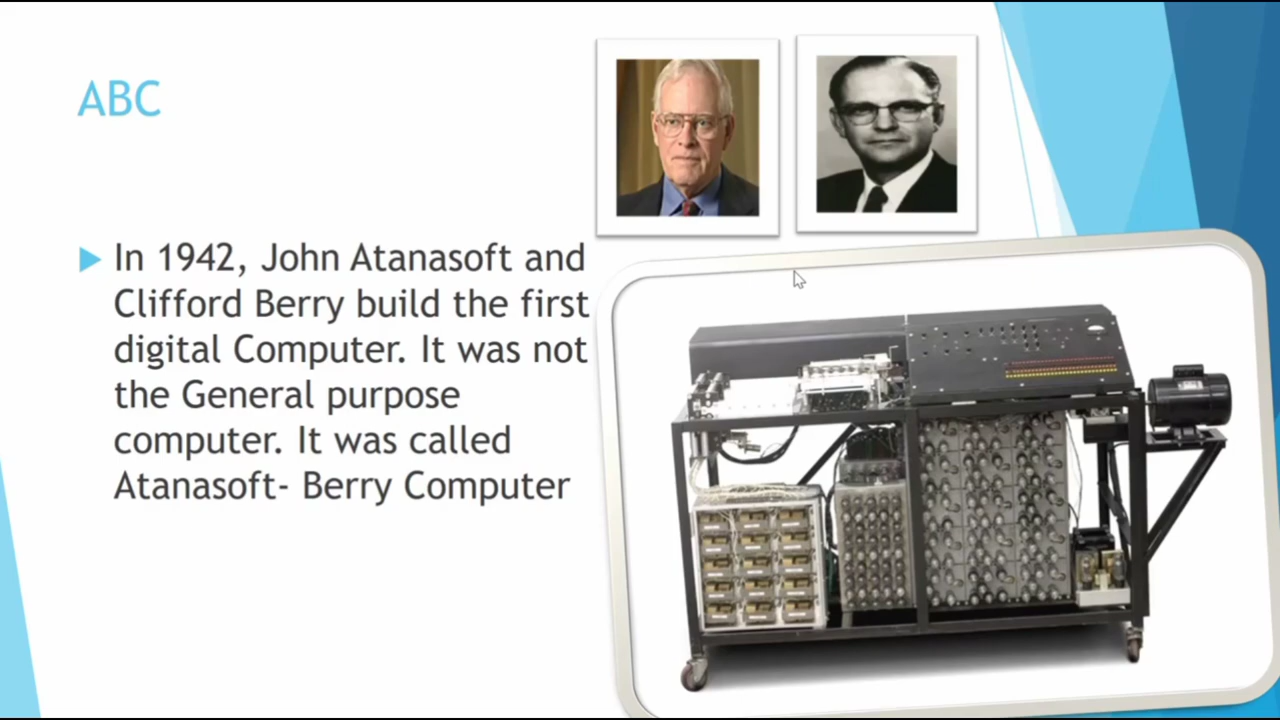 ABC
In 1942, John Atanasoft and
Clifford Berry build the first
digital Computer. It was not
the General purpose
computer. It was called
Atanasoft- Berry Computer